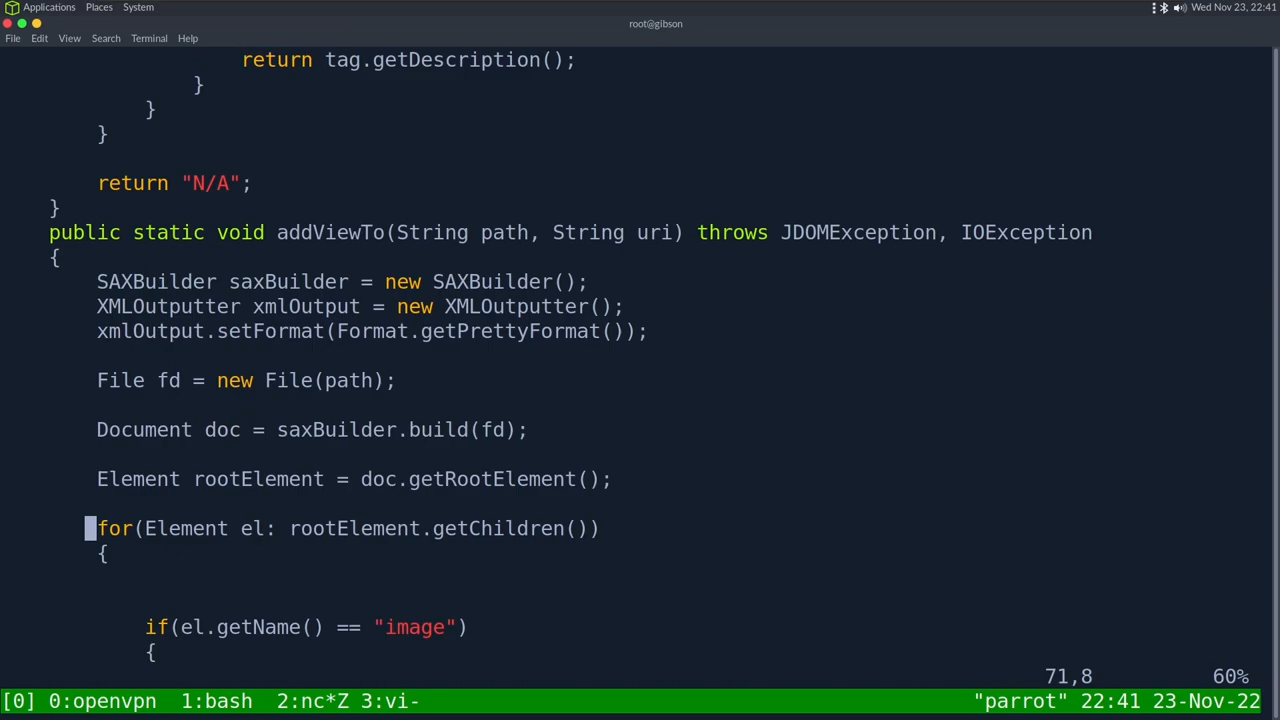 Applications Places System Wed Nov 23, 22:41
root@gibson
File Edit View Search Terminal Help
return tag.getDescription();
}
}
}
return "N/A";
}
public static void addViewTo(String path, String uri) throws JDOMException, IOException
{
SAXBuilder saxBuilder = new SAXBuilder();
XMLOutputter xmlOutput = new XMLOutputter();
xmlOutput.setFormat(Format.getPrettyFormat());
File fd = new File(path);
Document doc = saxBuilder.build(fd);
Element rootElement = doc.getRootElement();
for(Element el: rootElement.getChildren())
{
if(el.getName() == "image")
{
71,8 60%
[0] 0:openvpn 1:bash 2:nc*Z 3:vi- "parrot" 22:41 23-Nov-22